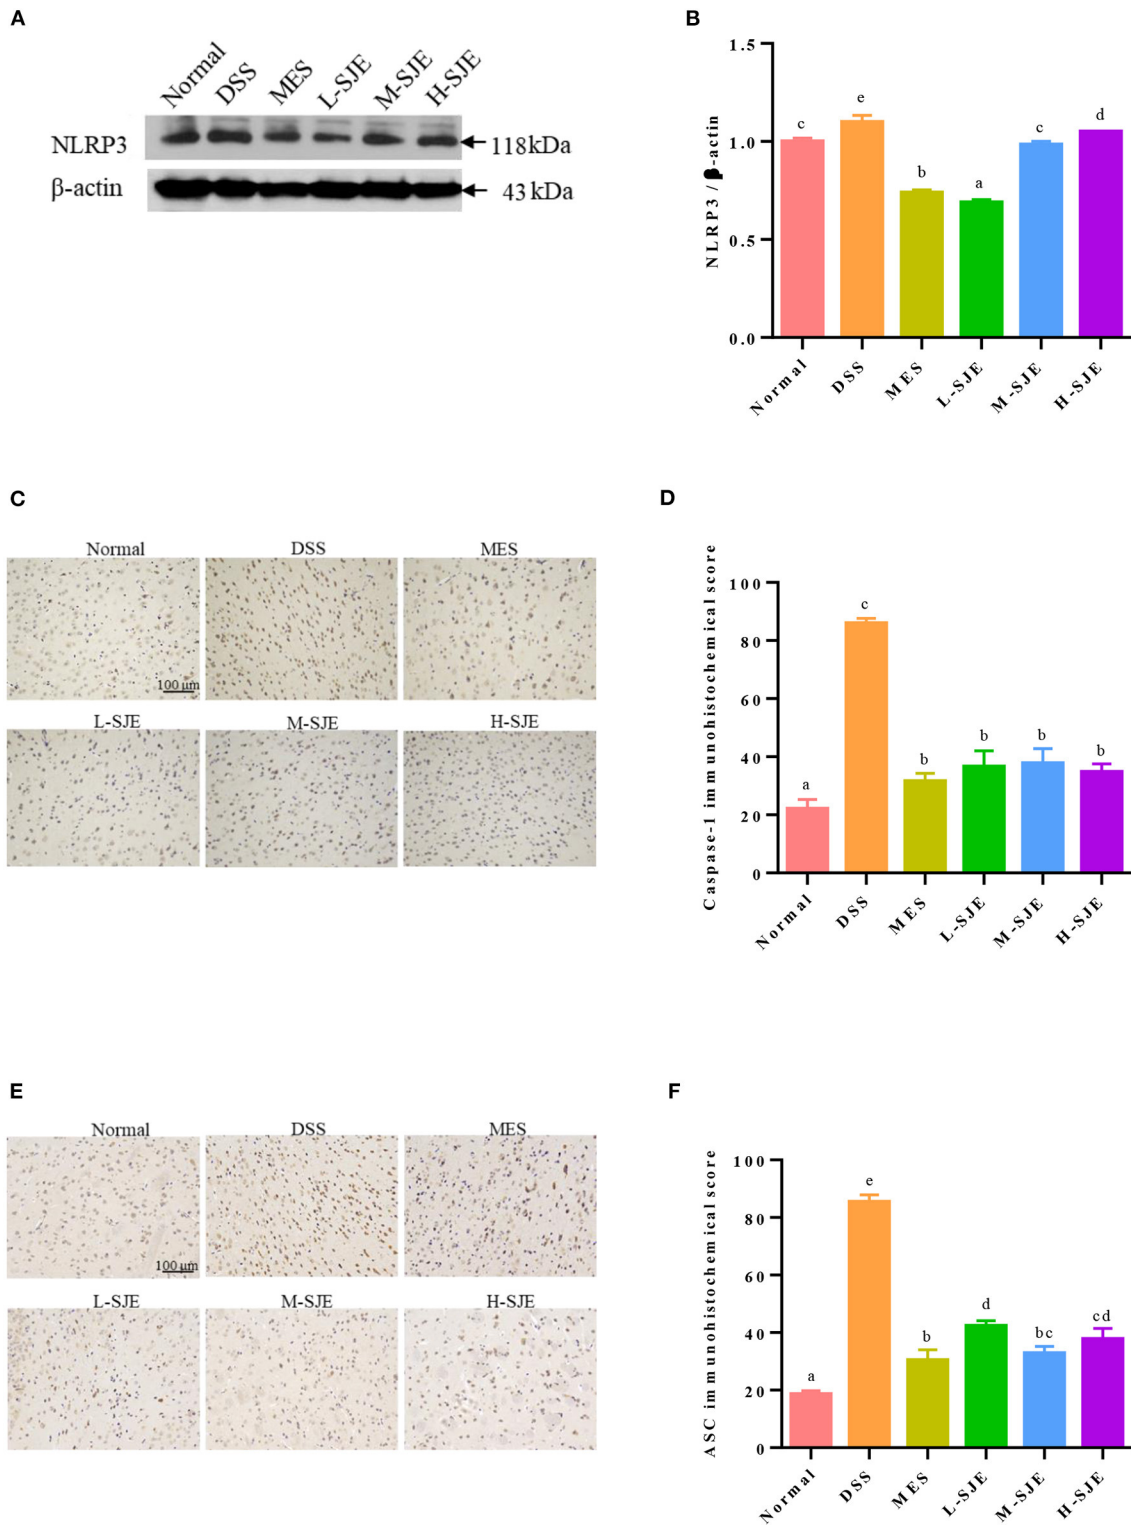 A
Normal DSS MES L-SJE M-SJE H-SJE
NLRP3
118kDa
β-actin
43 kDa
B
NLRP3 / β-actin
1.5
1.0
0.5
0.0
c e b a c d
Normal DSS MES L-SJE M-SJE H-SJE
C
Normal DSS MES
100 µm
L-SJE M-SJE H-SJE
D
Caspase-1 immunohistochemical score
100
80
60
40
20
0
a c b b b b
Normal DSS MES L-SJE M-SJE H-SJE
E
Normal DSS MES
100 µm
L-SJE M-SJE H-SJE
F
ASC immunohistochemical score
100
80
60
40
20
0
a e b d bc cd
Normal DSS MES L-SJE M-SJE H-SJE